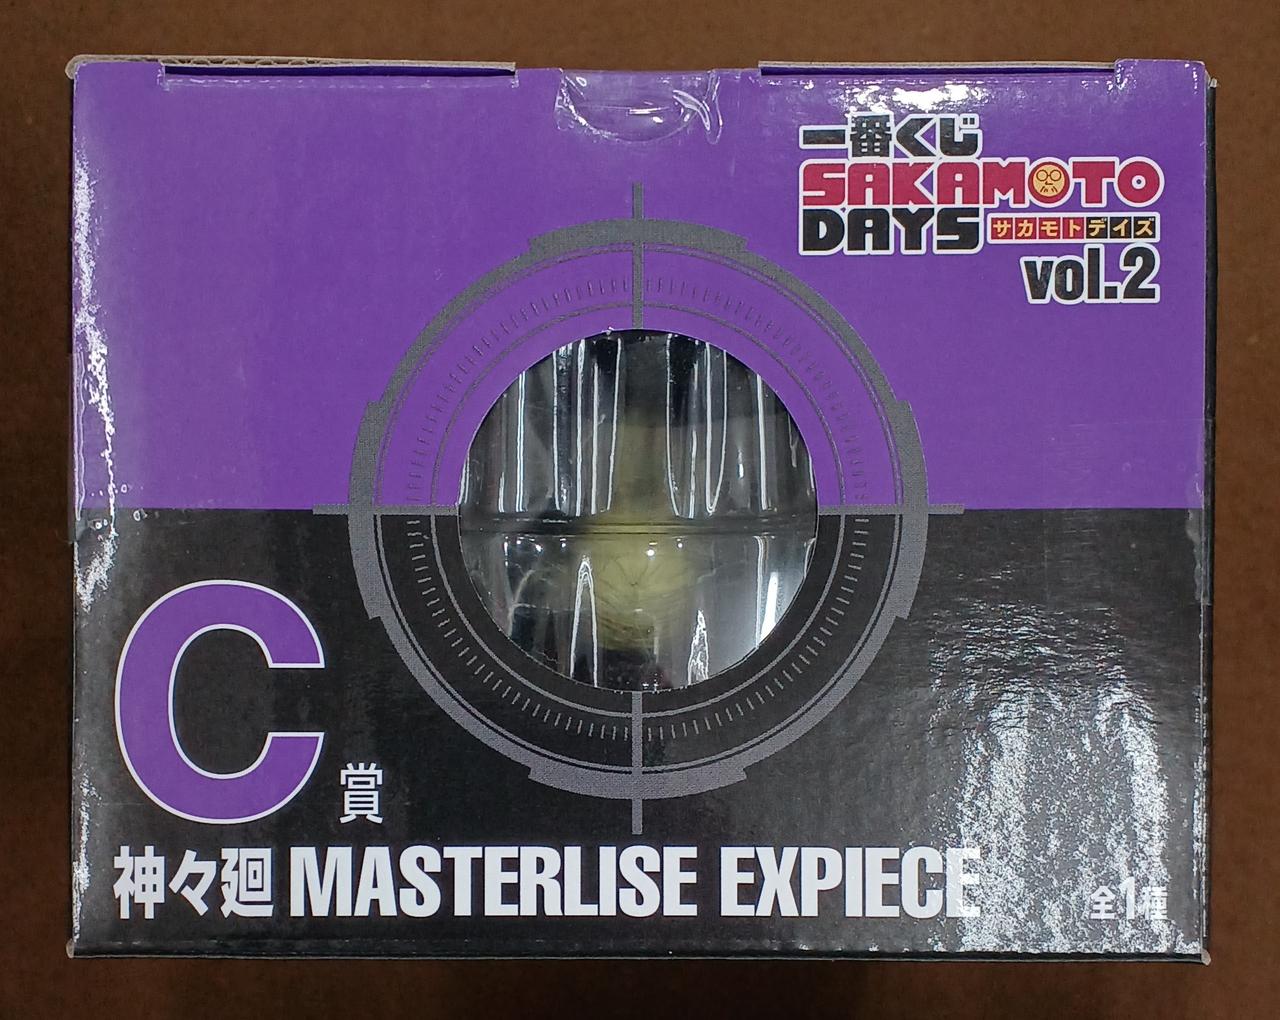 一番くじ
SAKAMOTO
DAYS サカモトデイズ
vol.2
C賞
神々廻 MASTERLISE EXPIECE
全1種